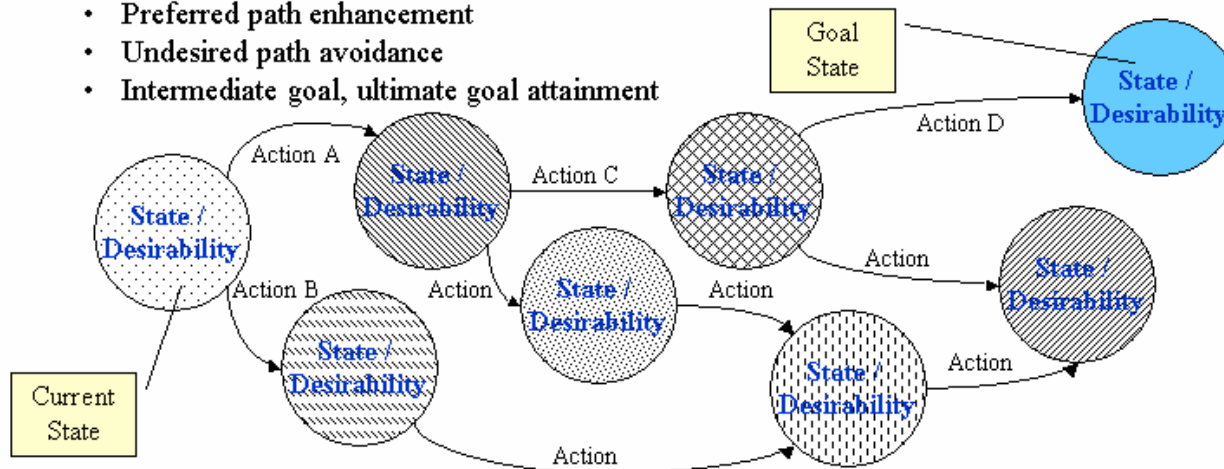 • Preferred path enhancement
• Undesired path avoidance
• Intermediate goal, ultimate goal attainment
Goal
State
State /
Desirability
Action D
Action A
State /
Desirability
Action C
State /
Desirability
State /
Desirability
Action B
Action
State /
Desirability
Action
Action
State /
Desirability
State /
Desirability
State /
Desirability
Action
Current
State
Action